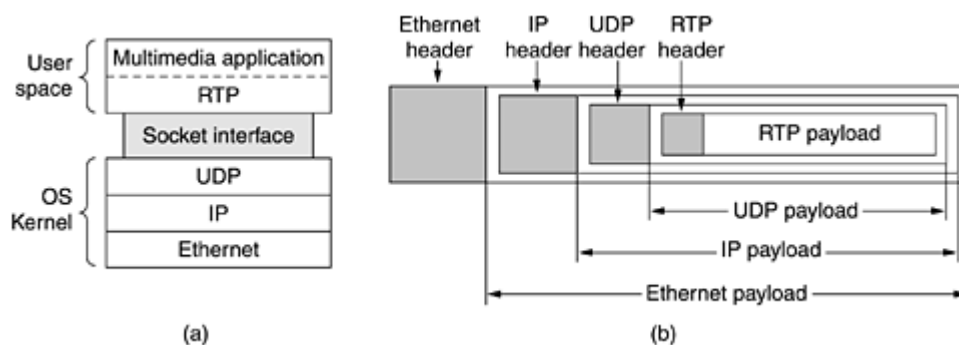 User
space
Multimedia application
RTP
Socket interface
OS
Kernel
UDP
IP
Ethernet
(a)
Ethernet
header
IP
header
UDP
header
RTP
header
RTP payload
UDP payload
IP payload
Ethernet payload
(b)